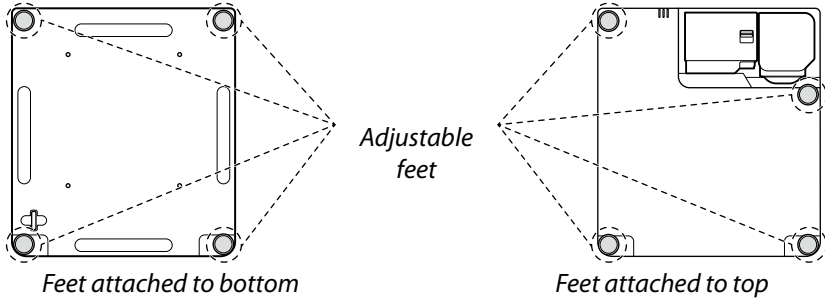 Adjustable
feet
Feet attached to bottom
Feet attached to top